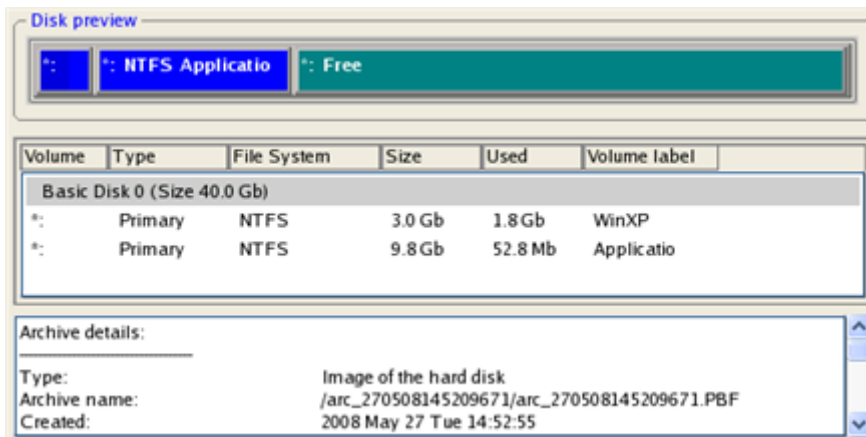 Disk preview
*: *: NTFS Applicatio *: Free
Volume Type File System Size Used Volume label
Basic Disk 0 (Size 40.0 Gb)
*: Primary NTFS 3.0 Gb 1.8 Gb WinXP
*: Primary NTFS 9.8 Gb 52.8 Mb Applicatio
Archive details:
--------------------------------
Type: Image of the hard disk
Archive name: /arc_270508145209671/arc_270508145209671.PBF
Created: 2008 May 27 Tue 14:52:55